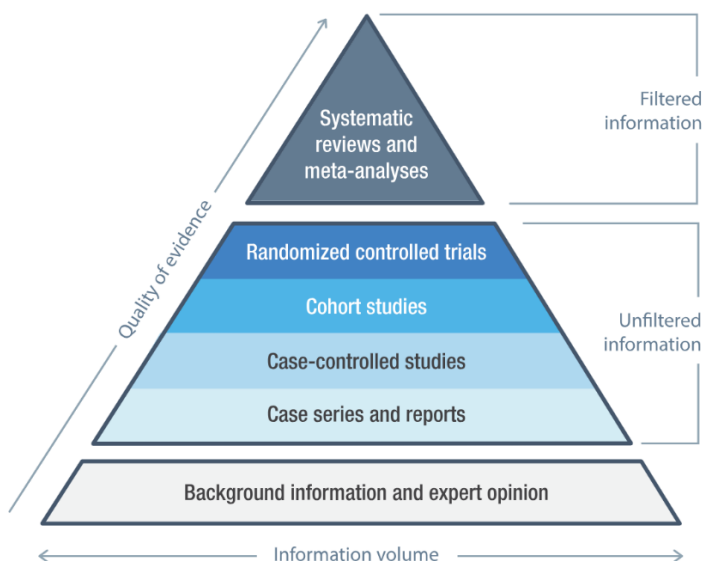 Systematic
reviews and
meta-analyses
Filtered
information
Quality of evidence
Randomized controlled trials
Cohort studies
Case-controlled studies
Case series and reports
Unfiltered
information
Background information and expert opinion
Information volume